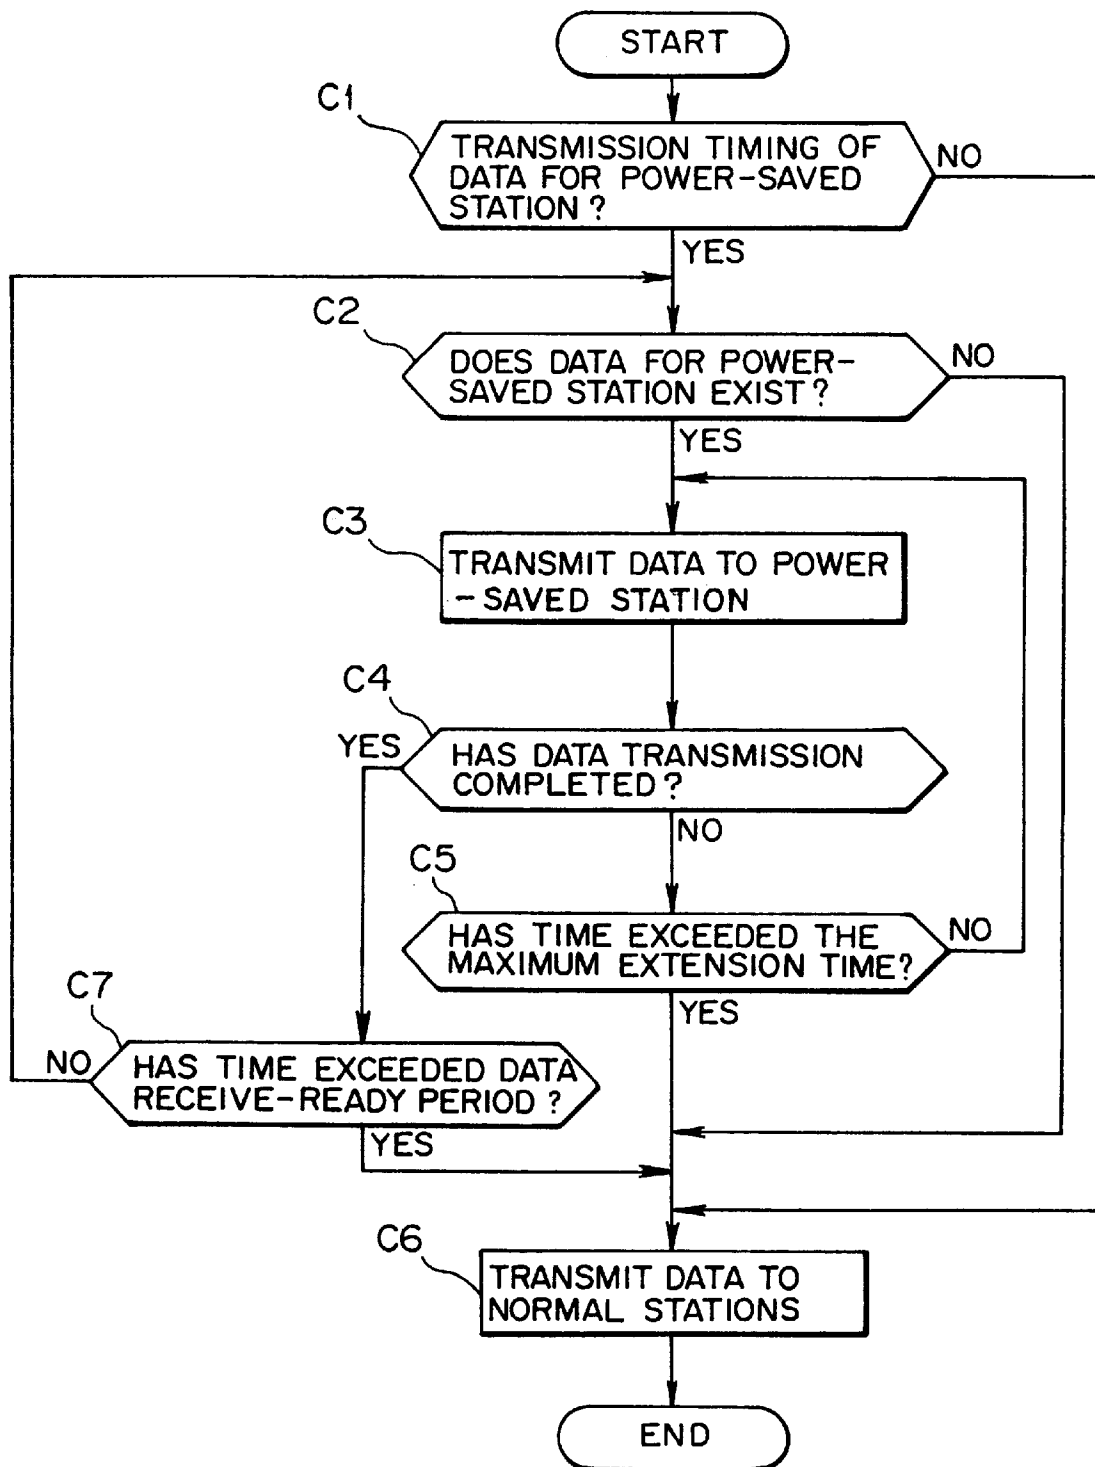 START
C1
TRANSMISSION TIMING OF
DATA FOR POWER-SAVED
STATION?
NO
YES
C2
DOES DATA FOR POWER-
SAVED STATION EXIST?
NO
YES
C3
TRANSMIT DATA TO POWER
-SAVED STATION
C4
YES
HAS DATA TRANSMISSION
COMPLETED?
NO
C5
HAS TIME EXCEEDED THE
MAXIMUM EXTENSION TIME?
NO
YES
C7
NO
HAS TIME EXCEEDED DATA
RECEIVE-READY PERIOD?
YES
C6
TRANSMIT DATA TO
NORMAL STATIONS
END